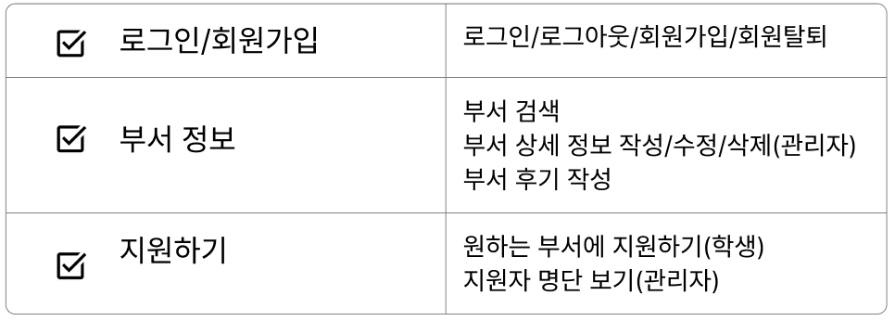 로그인/회원가입
로그인/로그아웃/회원가입/회원탈퇴
부서 정보
부서 검색
부서 상세 정보 작성/수정/삭제(관리자)
부서 후기 작성
지원하기
원하는 부서에 지원하기(학생)
지원자 명단 보기(관리자)